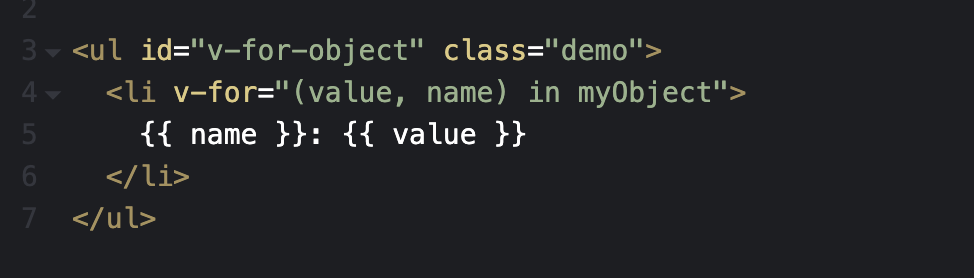 2
3 <ul id="v-for-object" class="demo">
4 <li v-for="(value, name) in myObject">
5 {{ name }}: {{ value }}
6 </li>
7 </ul>